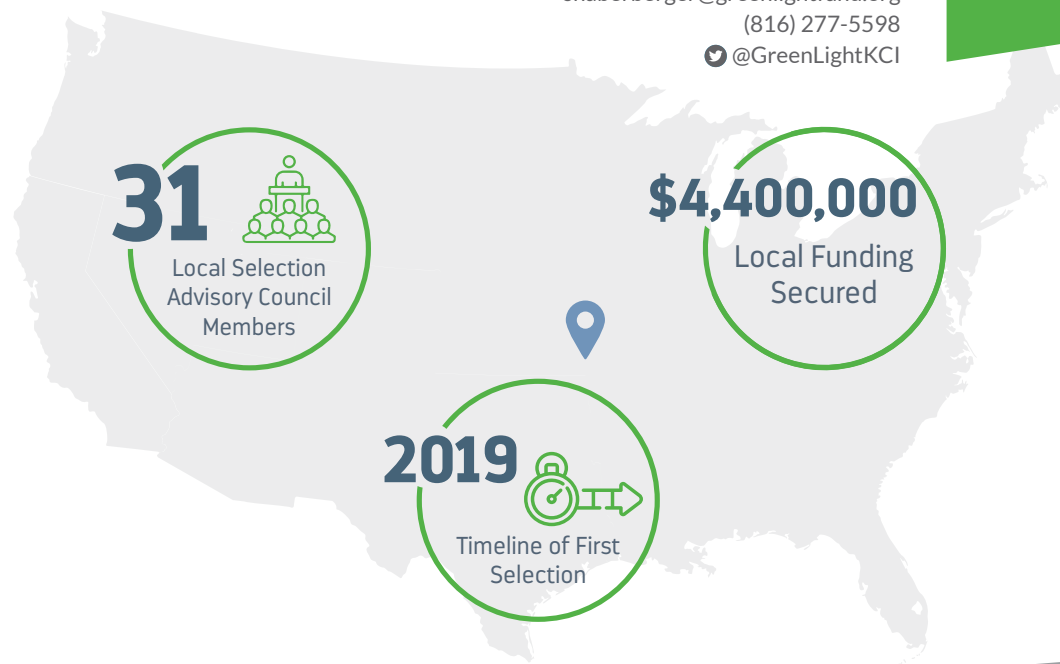 (816) 277-5598
@GreenLightKCI
31
Local Selection
Advisory Council
Members
$4,400,000
Local Funding
Secured
2019
Timeline of First
Selection